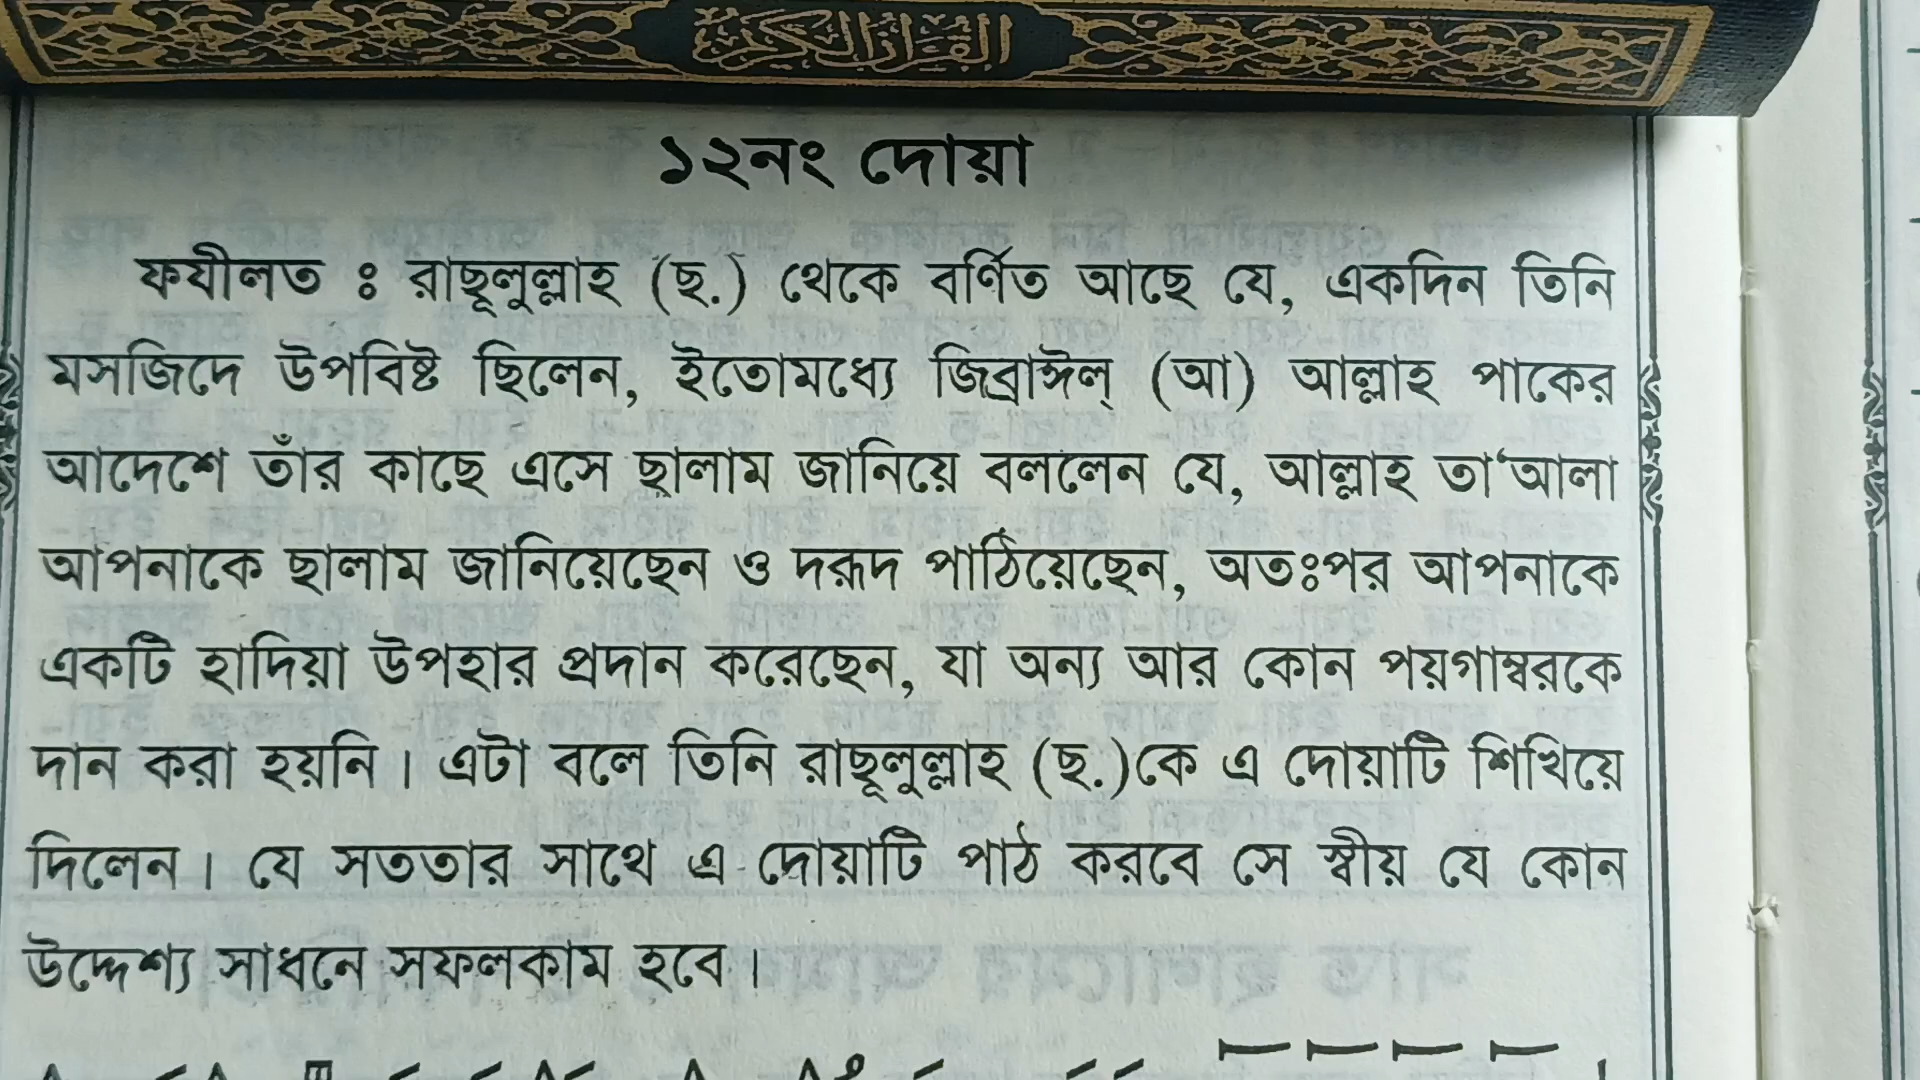 القرآن الكريم
১২নং দোয়া
ফযীলত ঃ রাছূলুল্লাহ (ছ.) থেকে বর্ণিত আছে যে, একদিন তিনি
মসজিদে উপবিষ্ট ছিলেন, ইতোমধ্যে জিব্রাঈল্ (আ) আল্লাহ পাকের
আদেশে তাঁর কাছে এসে ছালাম জানিয়ে বললেন যে, আল্লাহ তা‘আলা
আপনাকে ছালাম জানিয়েছেন ও দরূদ পাঠিয়েছেন, অতঃপর আপনাকে
একটি হাদিয়া উপহার প্রদান করেছেন, যা অন্য আর কোন পয়গাম্বরকে
দান করা হয়নি। এটা বলে তিনি রাছূলুল্লাহ (ছ.)কে এ দোয়াটি শিখিয়ে
দিলেন। যে সততার সাথে এ দোয়াটি পাঠ করবে সে স্বীয় যে কোন
উদ্দেশ্য সাধনে সফলকাম হবে।